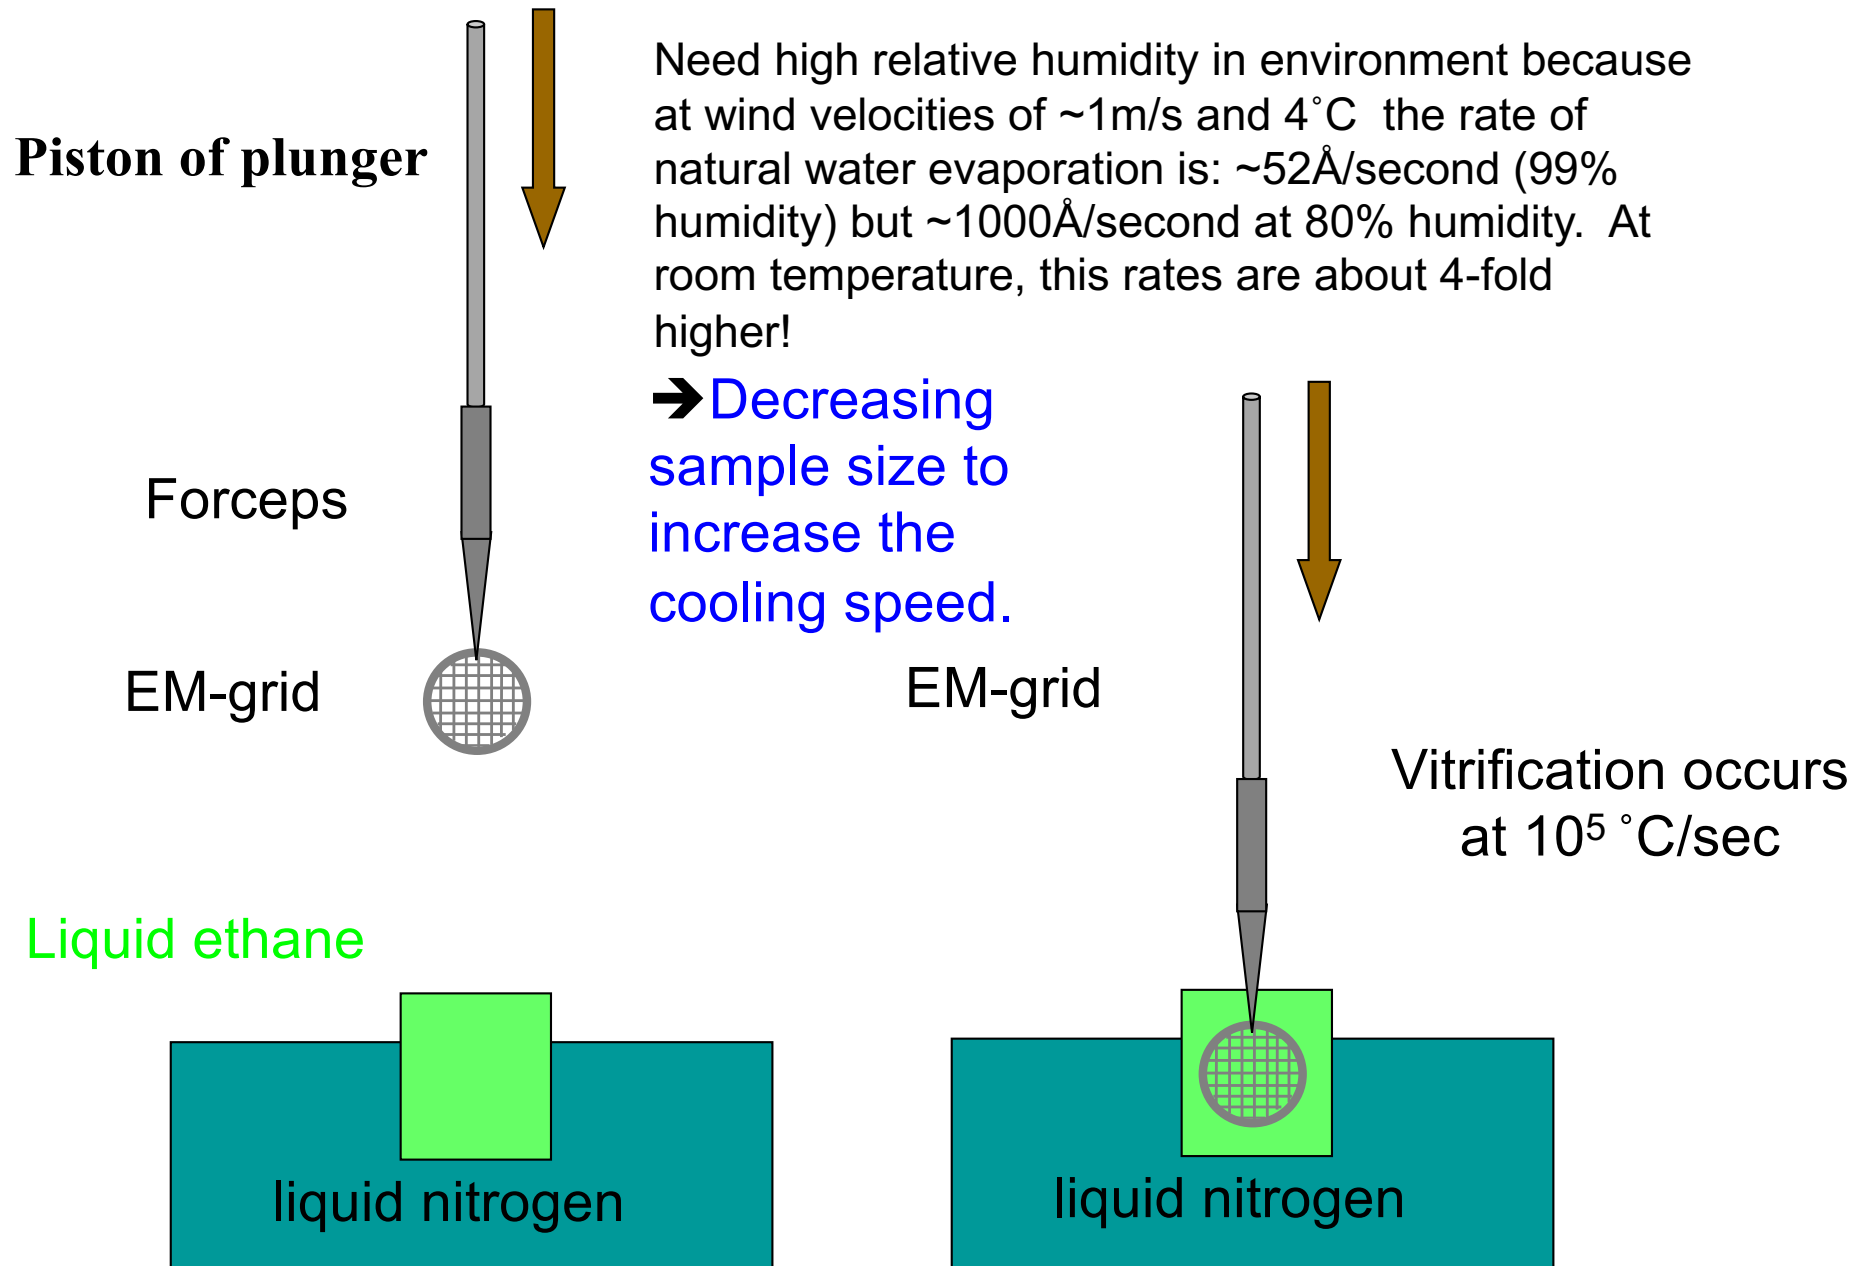 Need high relative humidity in environment because
at wind velocities of ~1m/s and 4˚C  the rate of
natural water evaporation is: ~52Å/second (99%
humidity) but ~1000Å/second at 80% humidity.  At
room temperature, this rates are about 4-fold
higher!
Piston of plunger
➔Decreasing
sample size to
increase the
cooling speed.
Forceps
EM-grid
EM-grid
Vitrification occurs
at 10⁵ ˚C/sec
Liquid ethane
liquid nitrogen
liquid nitrogen